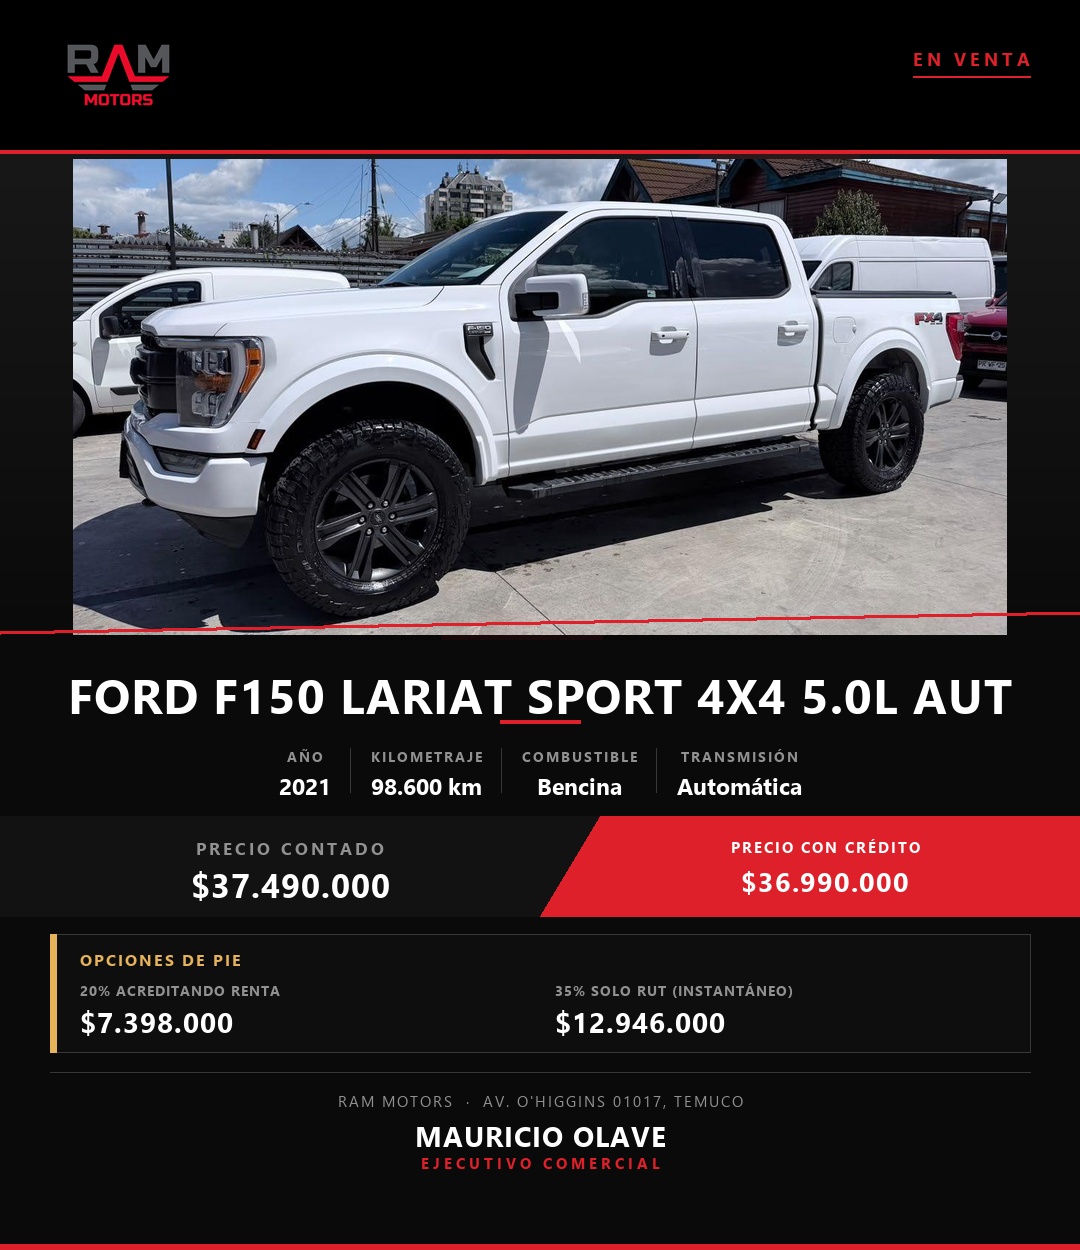 RAM
MOTORS
EN VENTA
F-150
FX4
FORD F150 LARIAT SPORT 4X4 5.0L AUT
AÑO
2021
KILOMETRAJE
98.600 km
COMBUSTIBLE
Bencina
TRANSMISIÓN
Automática
PRECIO CONTADO
$37.490.000
PRECIO CON CRÉDITO
$36.990.000
OPCIONES DE PIE
20% ACREDITANDO RENTA
$7.398.000
35% SOLO RUT (INSTANTÁNEO)
$12.946.000
RAM MOTORS · AV. O'HIGGINS 01017, TEMUCO
MAURICIO OLAVE
EJECUTIVO COMERCIAL